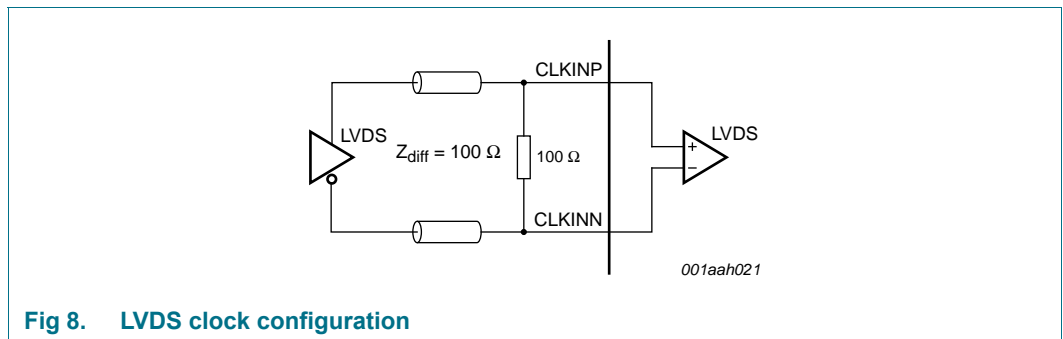 CLKINP
LVDS
Zdiff = 100 Ω
100 Ω
LVDS
+
−
CLKINN
001aah021
Fig 8. LVDS clock configuration